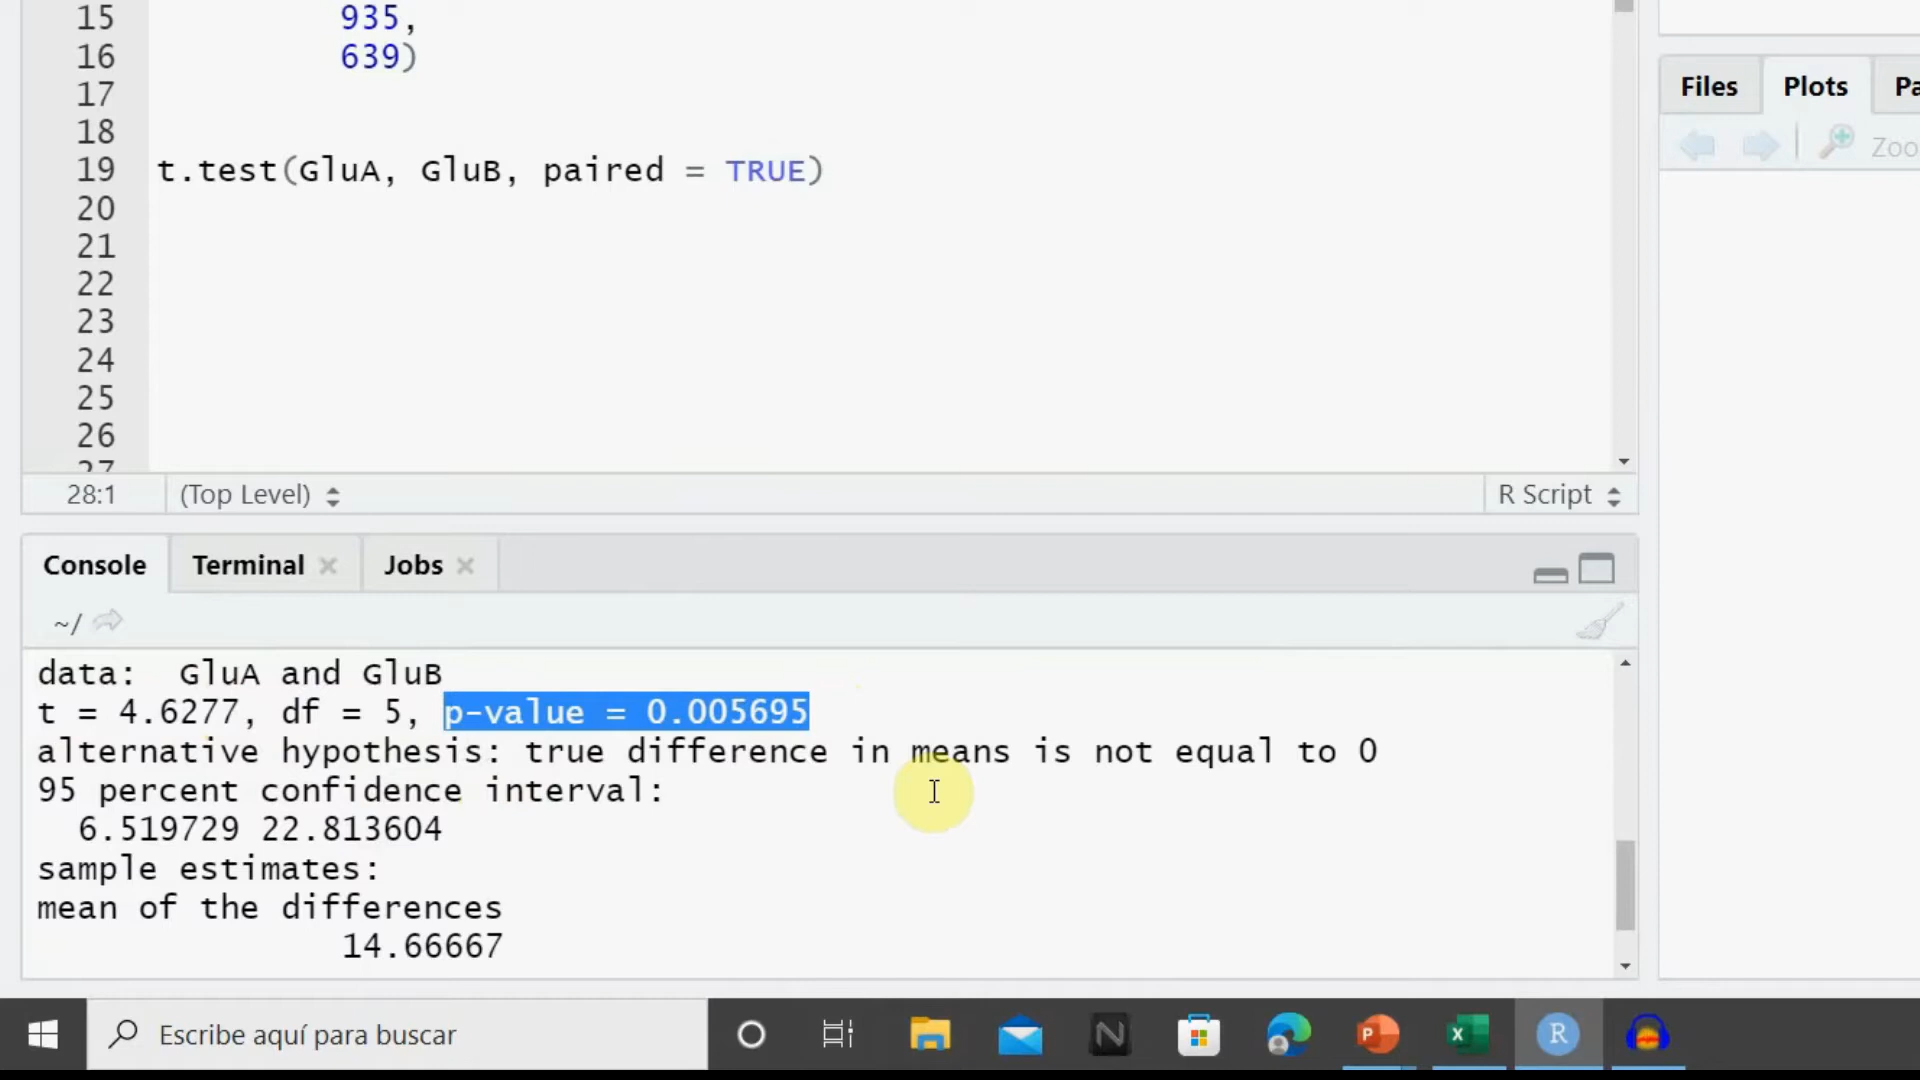 15 935,
16 639)
17
18
19 t.test(GluA, GluB, paired = TRUE)
20
21
22
23
24
25
26
27
28:1 (Top Level) R Script
Files Plots Pa
Zoo
Console Terminal Jobs
~/
data:  GluA and GluB
t = 4.6277, df = 5, p-value = 0.005695
alternative hypothesis: true difference in means is not equal to 0
95 percent confidence interval:
6.519729 22.813604
sample estimates:
mean of the differences
14.66667
Escribe aquí para buscar
N
P
X
R